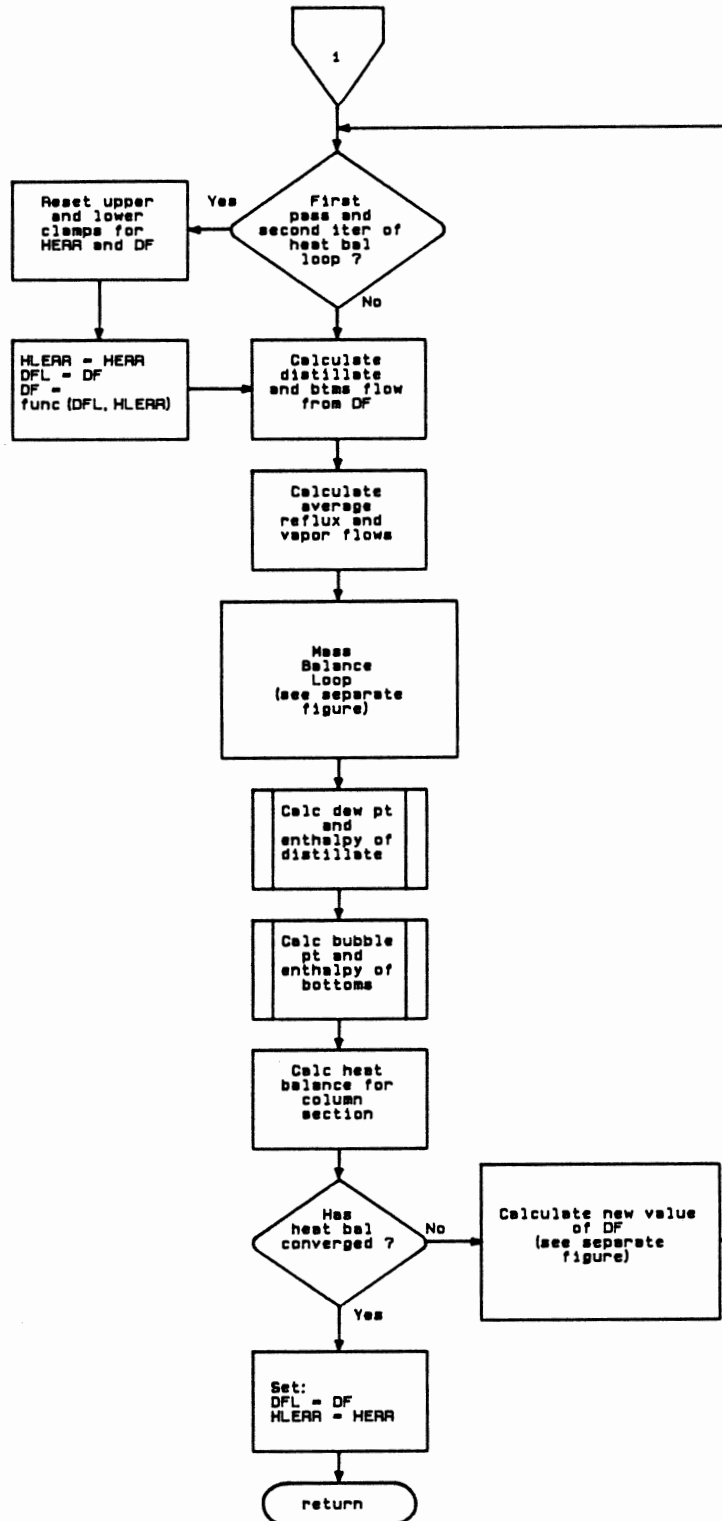 1
First
pass and
second iter of
heat bal
loop ?
Yes
No
Reset upper
and lower
clamps for
HERR and DF
HLERR = HERR
DFL = DF
DF =
func (DFL, HLERR)
Calculate
distillate
and btms flow
from DF
Calculate
average
reflux and
vapor flows
Mass
Balance
Loop
(see separate
figure)
Calc dew pt
and
enthalpy of
distillate
Calc bubble
pt and
enthalpy of
bottoms
Calc heat
balance for
column
section
Has
heat bal
converged ?
No
Calculate new value
of DF
(see separate
figure)
Yes
Set:
DFL = DF
HLERR = HERR
return